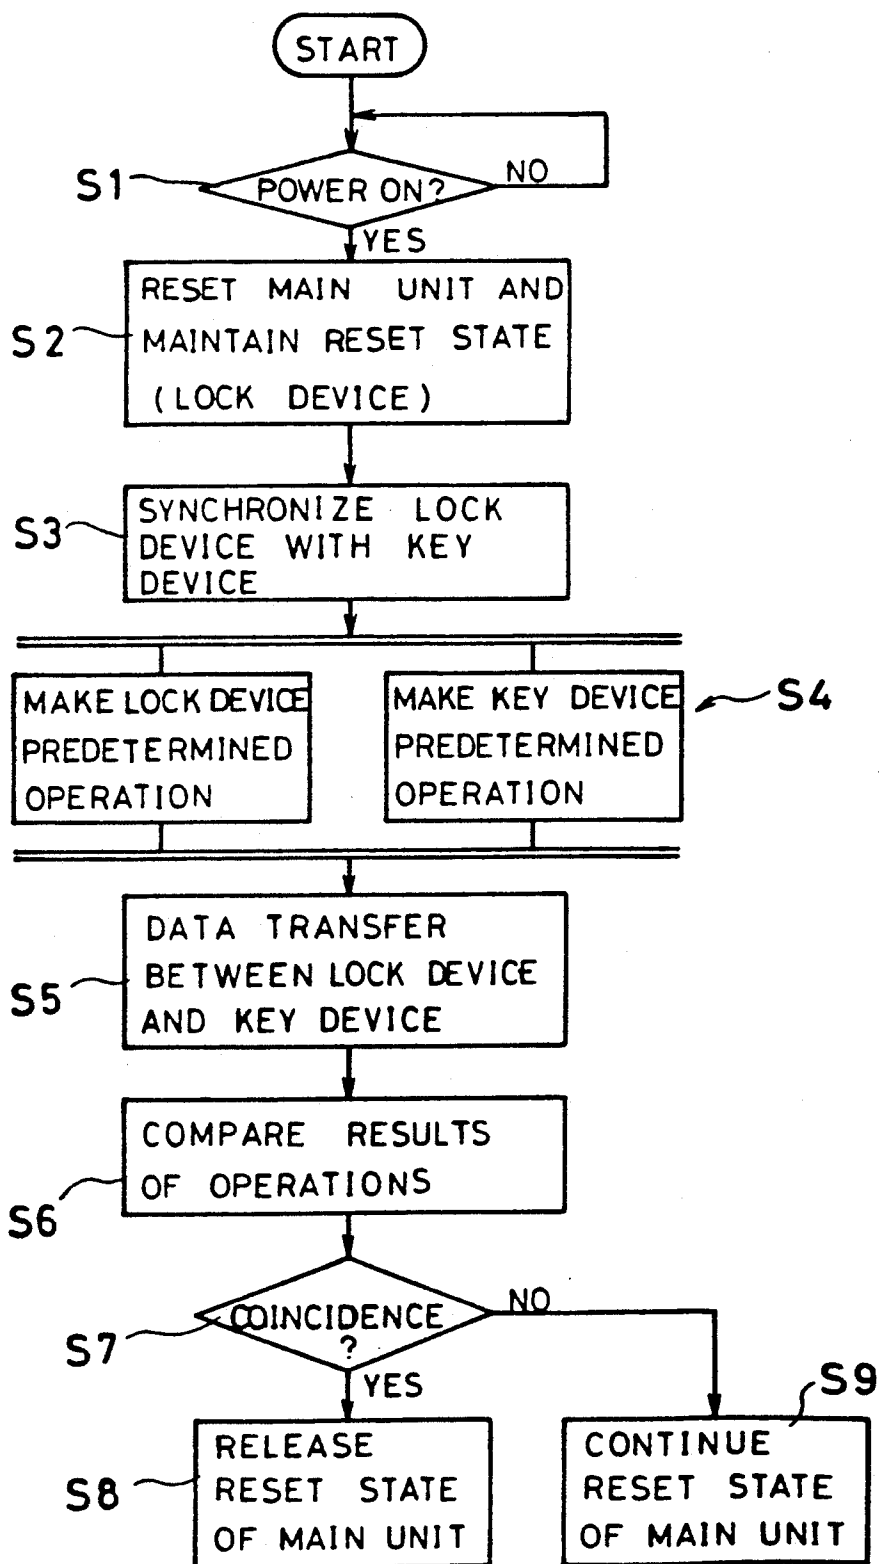 START
S1
POWER ON?
NO
YES
S2
RESET MAIN UNIT AND
MAINTAIN RESET STATE
(LOCK DEVICE)
S3
SYNCHRONIZE LOCK
DEVICE WITH KEY
DEVICE
MAKE LOCK DEVICE
PREDETERMINED
OPERATION
MAKE KEY DEVICE
PREDETERMINED
OPERATION
S4
S5
DATA TRANSFER
BETWEEN LOCK DEVICE
AND KEY DEVICE
S6
COMPARE RESULTS
OF OPERATIONS
S7
COINCIDENCE
?
NO
YES
S8
RELEASE
RESET STATE
OF MAIN UNIT
S9
CONTINUE
RESET STATE
OF MAIN UNIT